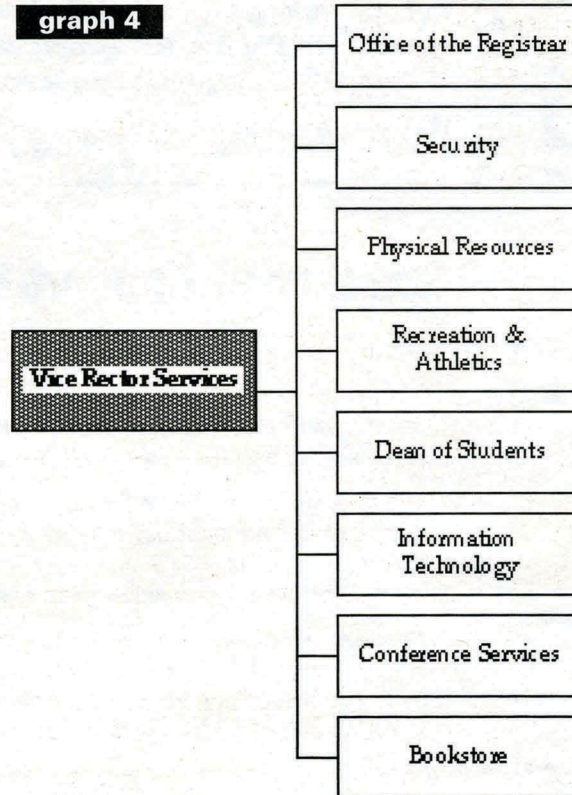 graph 4
Office of the Registrar
Security
Physical Resources
Recreation &
Athletics
Vice Rector Services
Dean of Students
Information
Technology
Conference Services
Bookstore